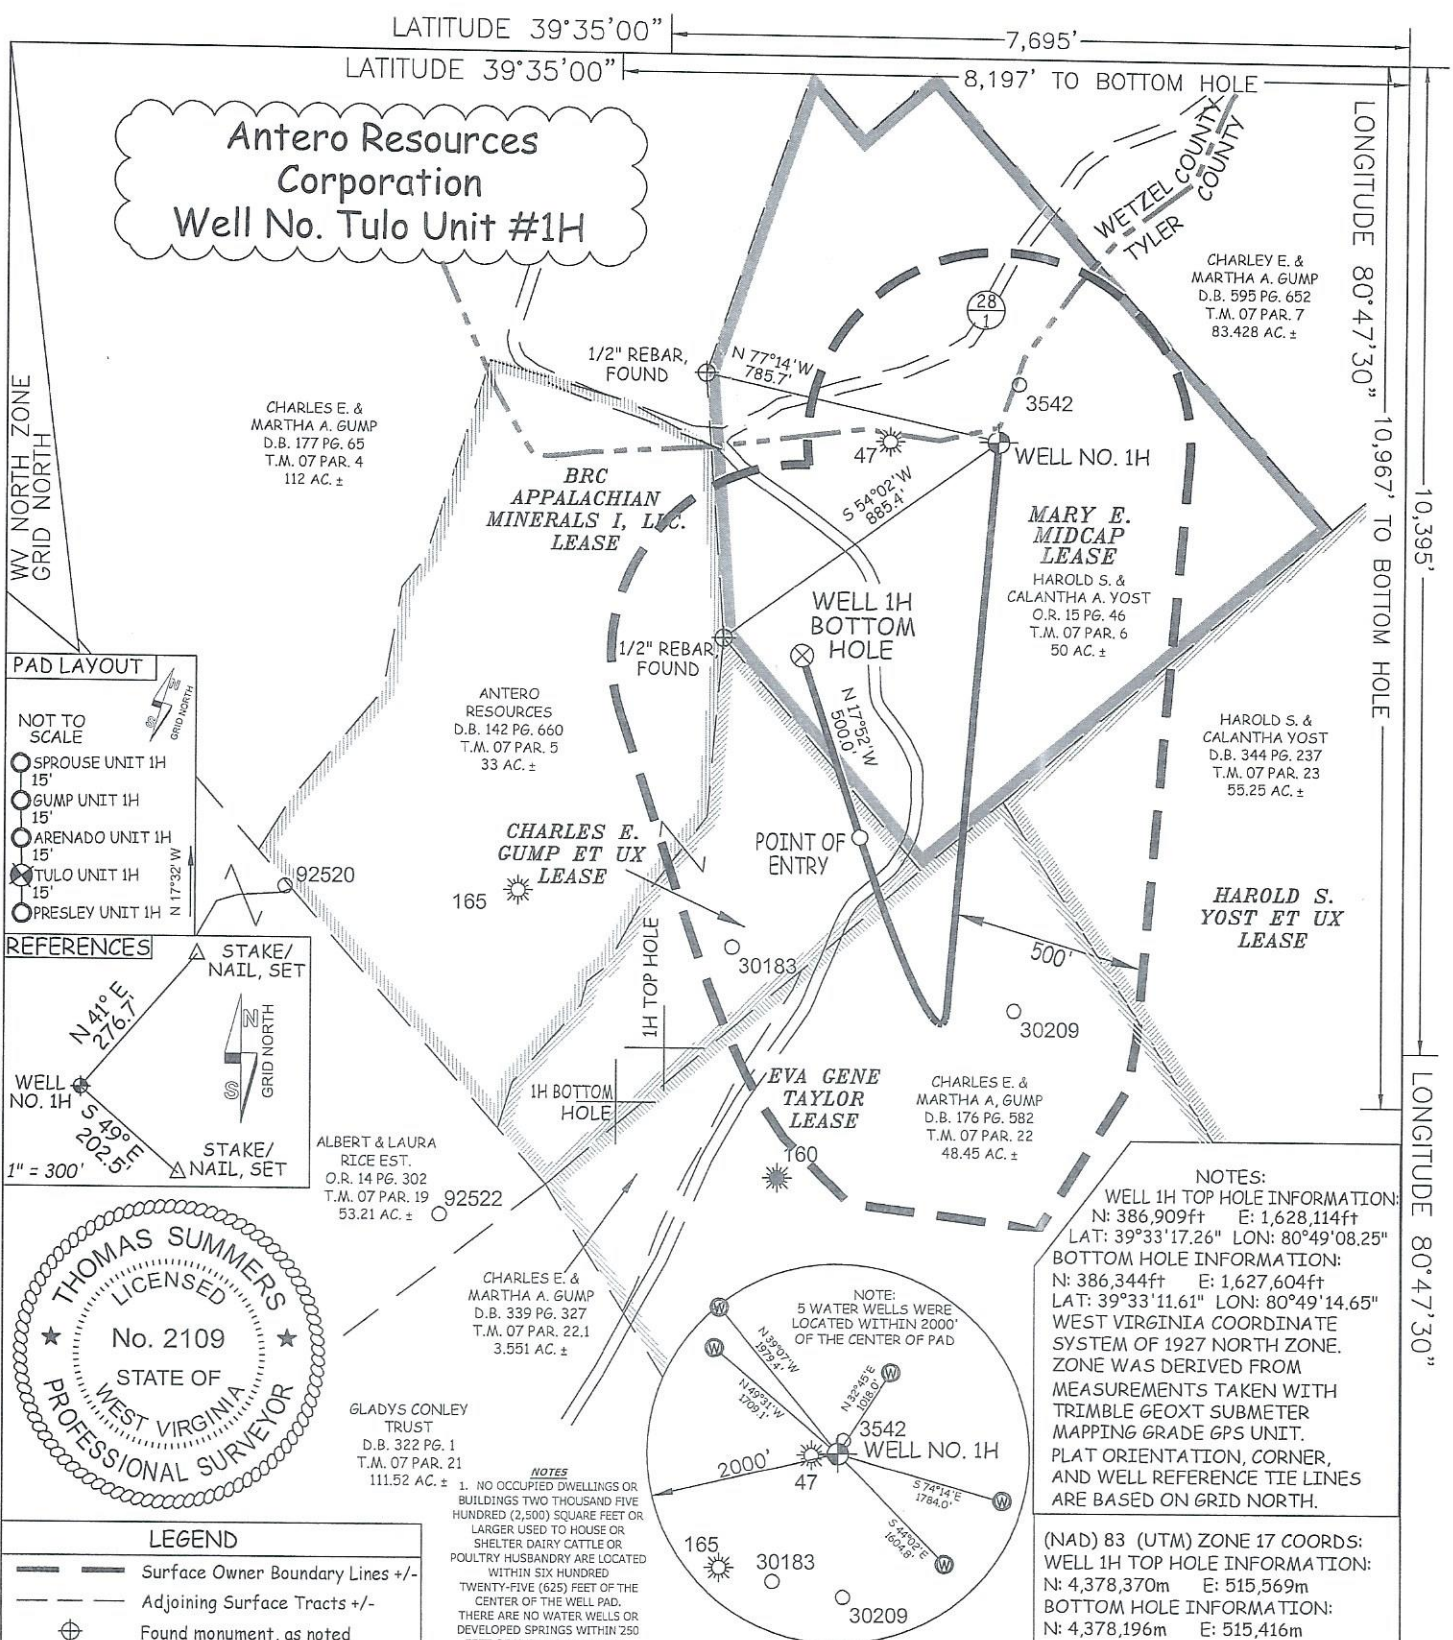 LATITUDE 39°35'00"
7,695'
LATITUDE 39°35'00"
8,197' TO BOTTOM HOLE
Antero Resources
Corporation
Well No. Tulo Unit #1H
WETZEL COUNTY
TYLER COUNTY
LONGITUDE 80°47'30"
10,967' TO BOTTOM HOLE
10,395'
LONGITUDE 80°47'30"
CHARLEY E. &
MARTHA A. GUMP
D.B. 595 PG. 652
T.M. 07 PAR. 7
83.428 AC. ±
28
1
1/2" REBAR,
FOUND
N 77°14'W
785.7'
3542
WV NORTH ZONE
GRID NORTH
CHARLES E. &
MARTHA A. GUMP
D.B. 177 PG. 65
T.M. 07 PAR. 4
112 AC. ±
47
WELL NO. 1H
BRC
APPALACHIAN
MINERALS I, LLC.
LEASE
S 54°02'W
885.4'
MARY E.
MIDCAP
LEASE
HAROLD S. &
CALANTHA A. YOST
O.R. 15 PG. 46
T.M. 07 PAR. 6
50 AC. ±
WELL 1H
BOTTOM
HOLE
1/2" REBAR
FOUND
N 17°52'W
500.0'
PAD LAYOUT
NOT TO
SCALE
N
S
GRID NORTH
SPROUSE UNIT 1H
15'
GUMP UNIT 1H
15'
ARENADO UNIT 1H
15'
TULO UNIT 1H
15'
PRESLEY UNIT 1H
N 17°32' W
ANTERO
RESOURCES
D.B. 142 PG. 660
T.M. 07 PAR. 5
33 AC. ±
HAROLD S. &
CALANTHA YOST
D.B. 344 PG. 237
T.M. 07 PAR. 23
55.25 AC. ±
CHARLES E.
GUMP ET UX
LEASE
POINT OF
ENTRY
92520
165
HAROLD S.
YOST ET UX
LEASE
30183
500'
30209
1H TOP HOLE
1H BOTTOM
HOLE
REFERENCES
STAKE/
NAIL, SET
N 41° E
276.7'
N
S
GRID NORTH
WELL
NO. 1H
S 49° E
202.5'
STAKE/
NAIL, SET
1" = 300'
EVA GENE
TAYLOR
LEASE
160
CHARLES E. &
MARTHA A, GUMP
D.B. 176 PG. 582
T.M. 07 PAR. 22
48.45 AC. ±
ALBERT & LAURA
RICE EST.
O.R. 14 PG. 302
T.M. 07 PAR. 19
53.21 AC. ±
92522
CHARLES E. &
MARTHA A. GUMP
D.B. 339 PG. 327
T.M. 07 PAR. 22.1
3.551 AC. ±
THOMAS SUMMERS
LICENSED
No. 2109
STATE OF
WEST VIRGINIA
PROFESSIONAL SURVEYOR
GLADYS CONLEY
TRUST
D.B. 322 PG. 1
T.M. 07 PAR. 21
111.52 AC. ±
NOTES
1. NO OCCUPIED DWELLINGS OR
BUILDINGS TWO THOUSAND FIVE
HUNDRED (2,500) SQUARE FEET OR
LARGER USED TO HOUSE OR
SHELTER DAIRY CATTLE OR
POULTRY HUSBANDRY ARE LOCATED
WITHIN SIX HUNDRED
TWENTY-FIVE (625) FEET OF THE
CENTER OF THE WELL PAD.
THERE ARE NO WATER WELLS OR
DEVELOPED SPRINGS WITHIN 250
NOTE:
5 WATER WELLS WERE
LOCATED WITHIN 2000'
OF THE CENTER OF PAD
W
W
W
W
W
N 39°07'W
1979.4'
N 49°31'W
1709.1'
N 32°45'E
1018.0'
3542
WELL NO. 1H
47
2000'
S 74°14'E
1784.0'
S 44°02'E
1604.8'
165
30183
30209
NOTES:
WELL 1H TOP HOLE INFORMATION:
N: 386,909ft E: 1,628,114ft
LAT: 39°33'17.26" LON: 80°49'08.25"
BOTTOM HOLE INFORMATION:
N: 386,344ft E: 1,627,604ft
LAT: 39°33'11.61" LON: 80°49'14.65"
WEST VIRGINIA COORDINATE
SYSTEM OF 1927 NORTH ZONE.
ZONE WAS DERIVED FROM
MEASUREMENTS TAKEN WITH
TRIMBLE GEOXT SUBMETER
MAPPING GRADE GPS UNIT.
PLAT ORIENTATION, CORNER,
AND WELL REFERENCE TIE LINES
ARE BASED ON GRID NORTH.
(NAD) 83 (UTM) ZONE 17 COORDS:
WELL 1H TOP HOLE INFORMATION:
N: 4,378,370m E: 515,569m
BOTTOM HOLE INFORMATION:
N: 4,378,196m E: 515,416m
LEGEND
Surface Owner Boundary Lines +/-
Adjoining Surface Tracts +/-
Found monument, as noted